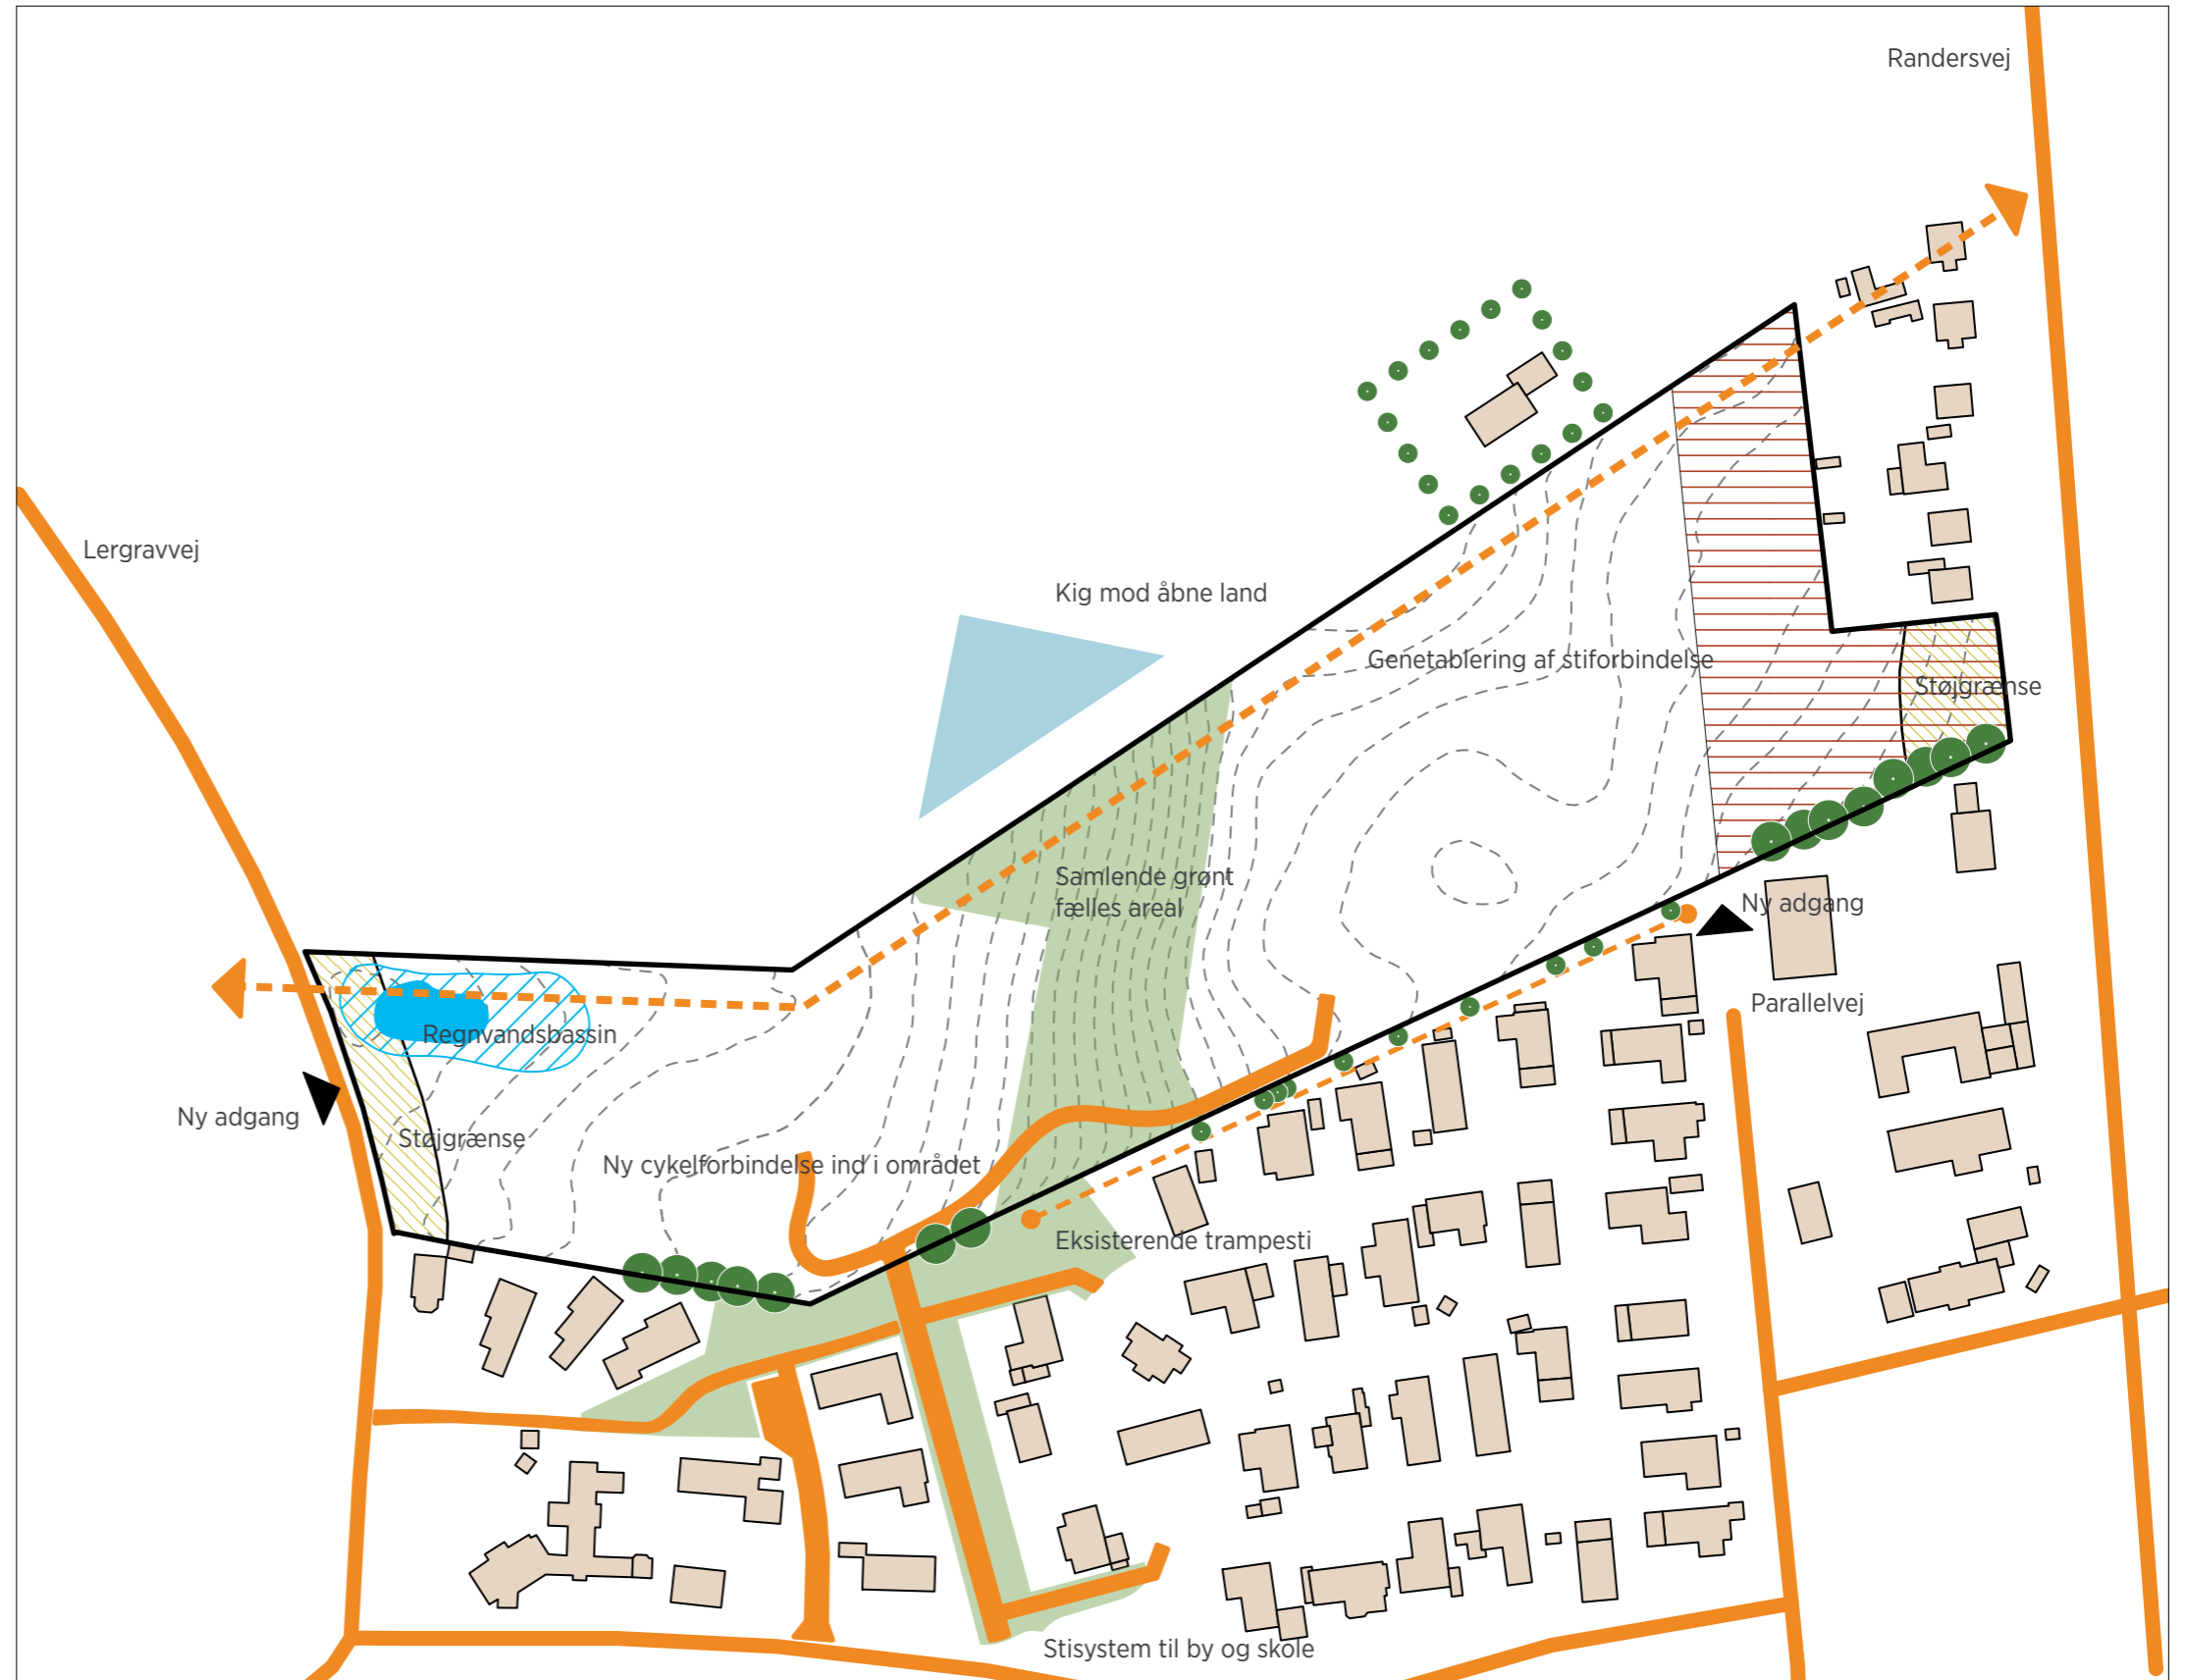 Randersvej
Lergravvej
Kig mod åbne land
Genetablering af stiforbindelse
Støjgrænse
Samlende grønt
fælles areal
Ny adgang
Parallelvej
Regnvandsbassin
Ny adgang
Støjgrænse
Ny cykelforbindelse ind i området
Eksisterende trampesti
Stisystem til by og skole